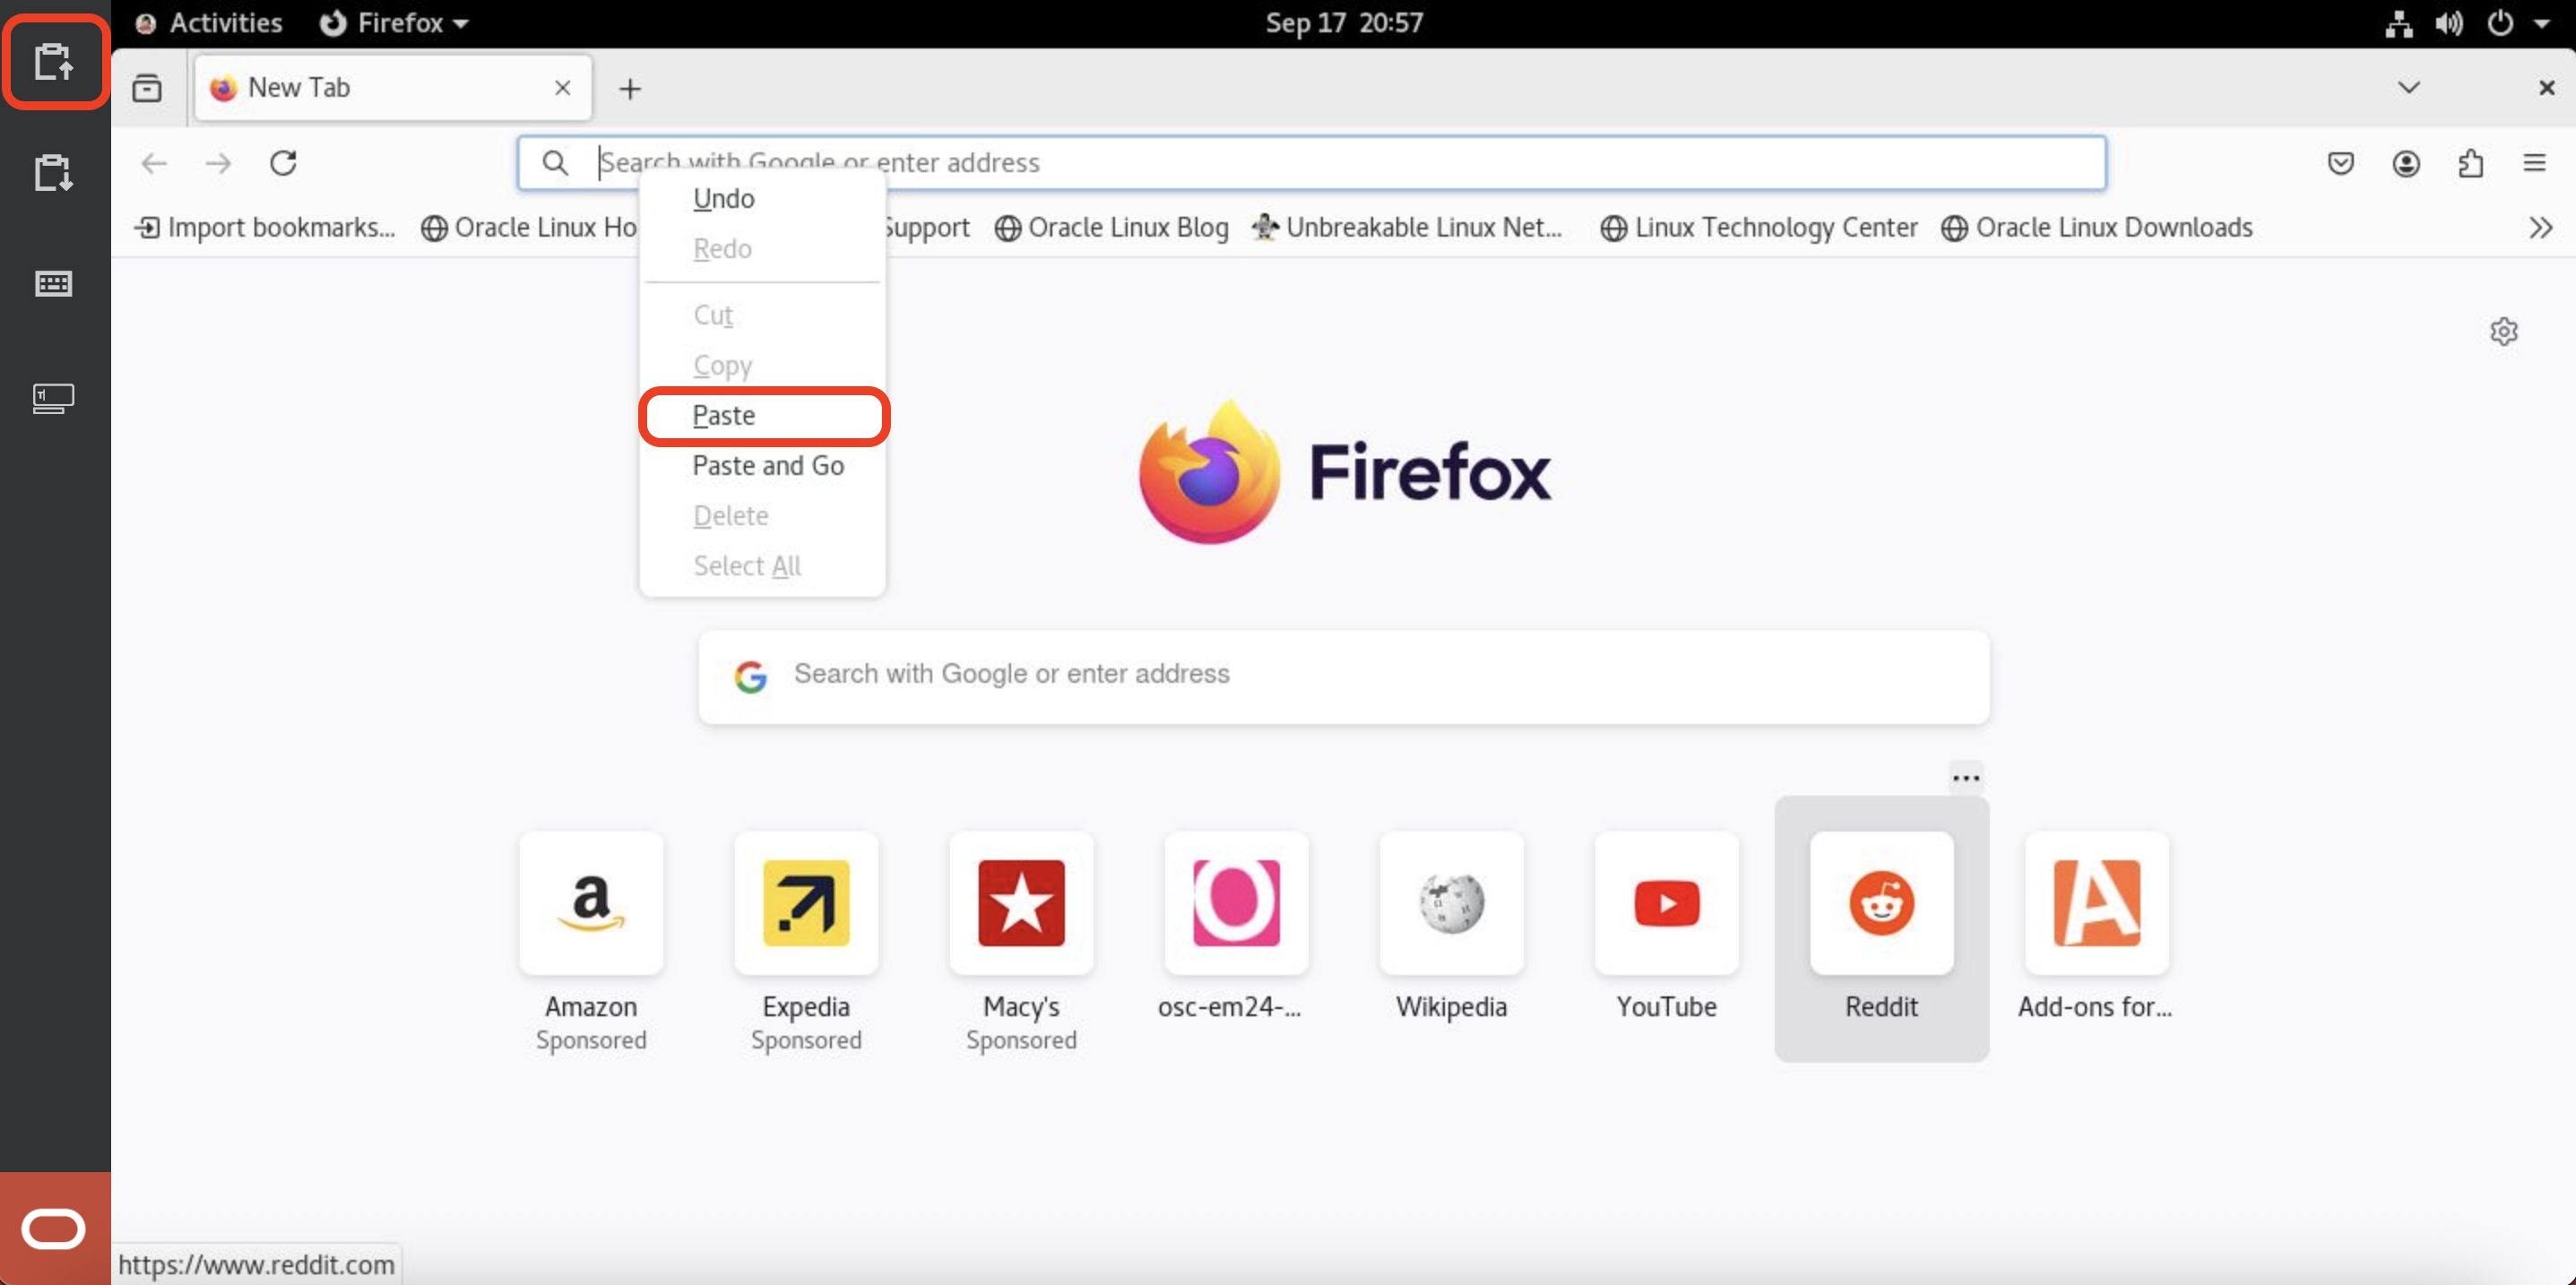 Activities Firefox Sep 17 20:57
New Tab
Search with Google or enter address
Import bookmarks... Oracle Linux Ho Support Oracle Linux Blog Unbreakable Linux Net... Linux Technology Center Oracle Linux Downloads
Undo
Redo
Cut
Copy
Paste
Paste and Go
Delete
Select All
Firefox
Search with Google or enter address
Amazon Expedia Macy's osc-em24-... Wikipedia YouTube Reddit Add-ons for...
Sponsored Sponsored Sponsored
https://www.reddit.com